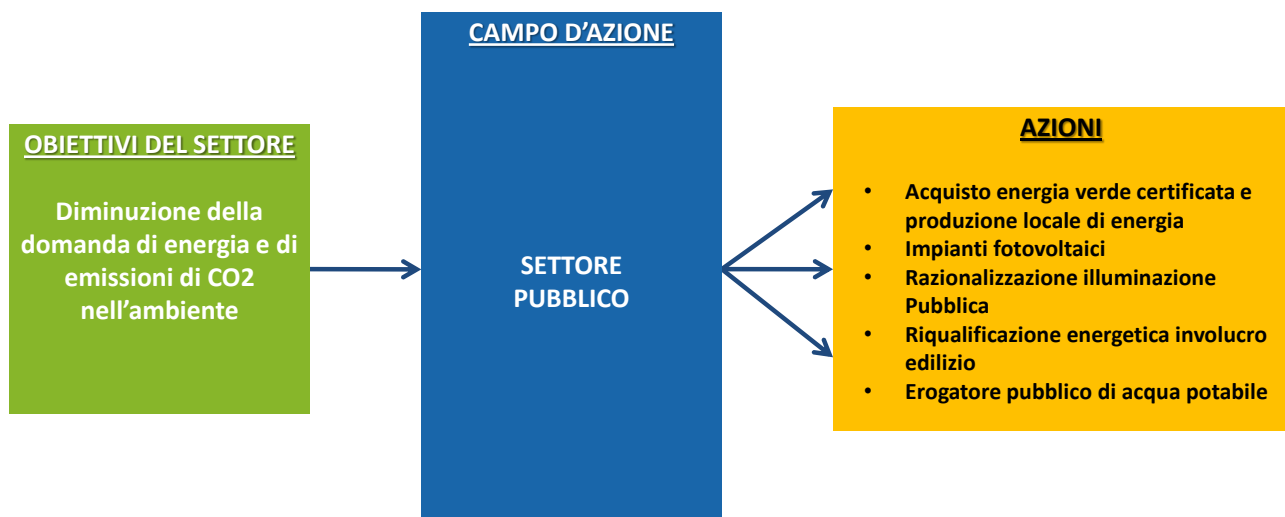 OBIETTIVI DEL SETTORE
Diminuzione della
domanda di energia e di
emissioni di CO2
nell'ambiente
CAMPO D'AZIONE
SETTORE
PUBBLICO
AZIONI
• Acquisto energia verde certificata e
produzione locale di energia
• Impianti fotovoltaici
• Razionalizzazione illuminazione
Pubblica
• Riqualificazione energetica involucro
edilizio
• Erogatore pubblico di acqua potabile